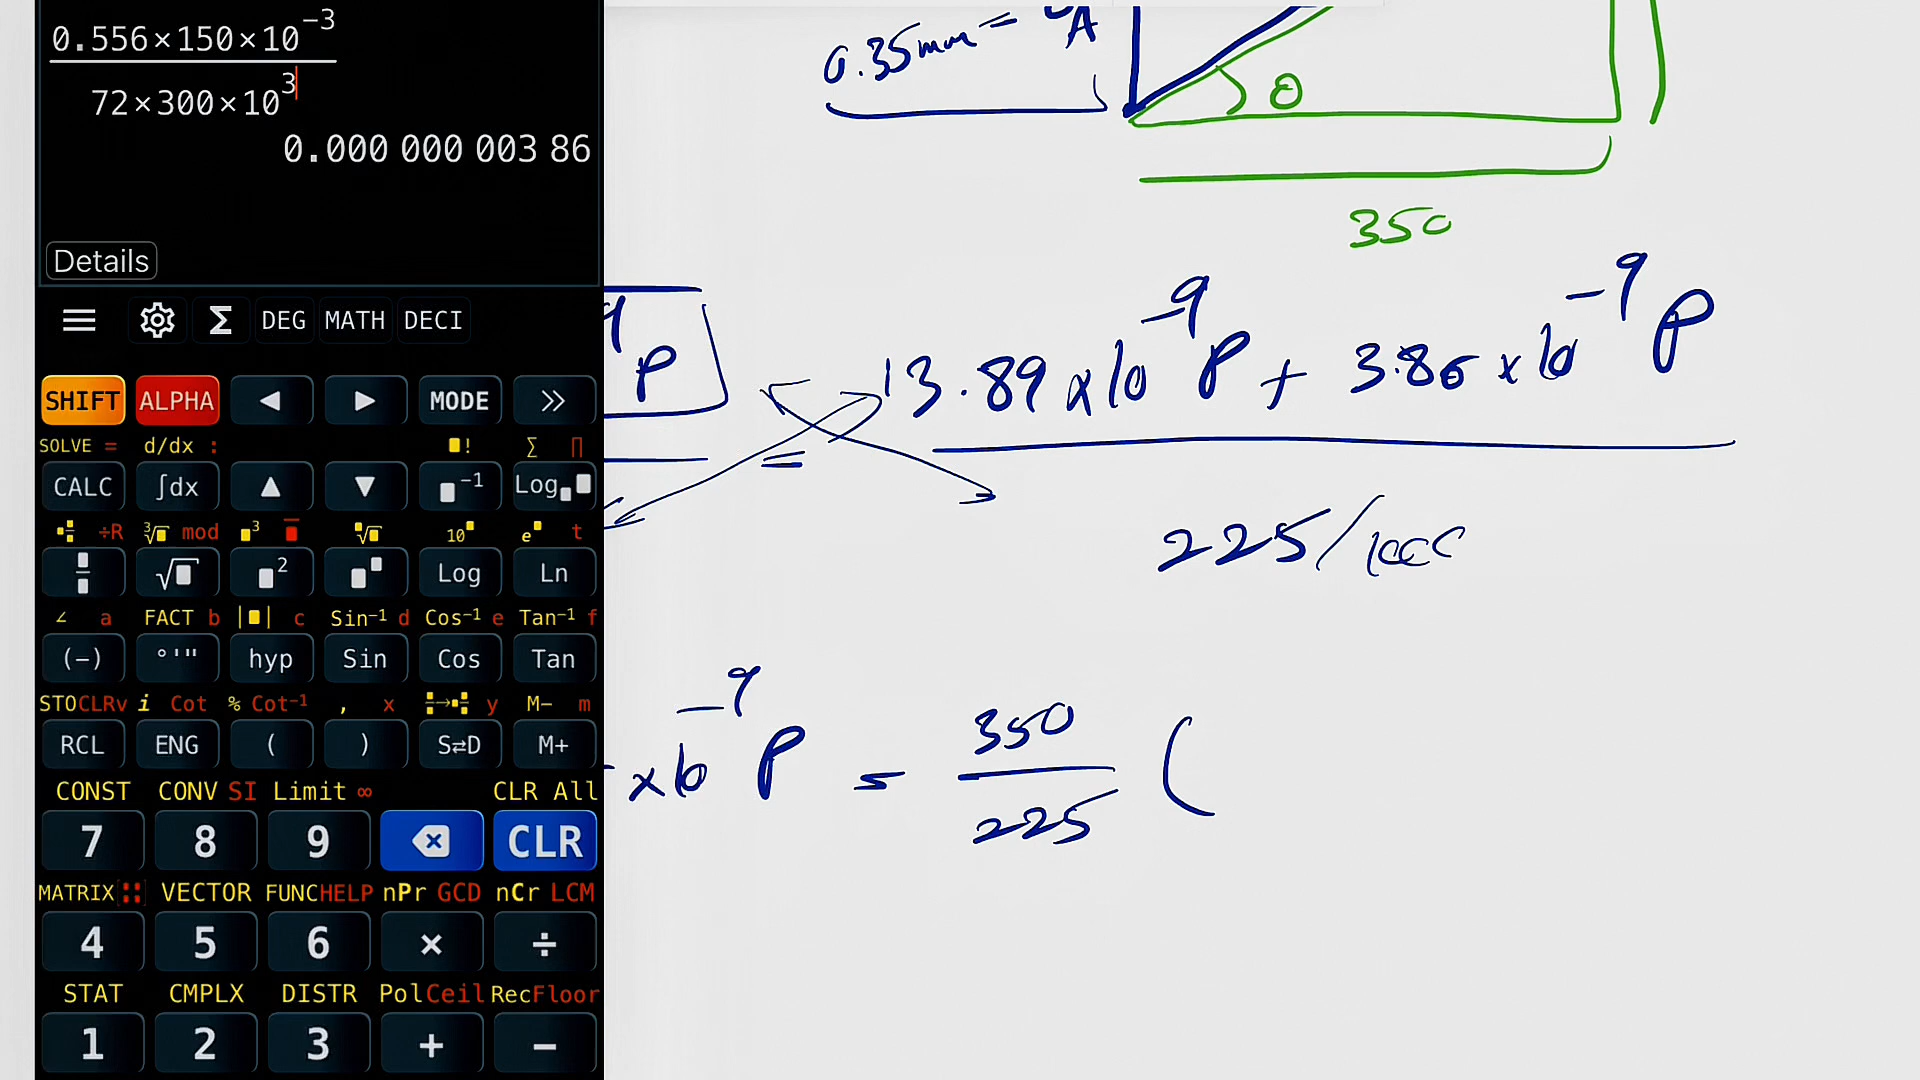 0.556×150×10⁻³
72×300×10³
0.000 000 003 86
Details
DEG MATH DECI
SHIFT ALPHA ◀ ▶ MODE >>
SOLVE = d/dx : ■! ∑ ∏
CALC ∫dx ▲ ▼ ■⁻¹ Log■■
÷R ³√■ mod ■³ ■√■ 10■ e■ t
√■ ■² ■■ Log Ln
∠ a FACT b |■| c Sin⁻¹ d Cos⁻¹ e Tan⁻¹ f
(−) °'" hyp Sin Cos Tan
STO CLRv i Cot % Cot⁻¹ , x y M− m
RCL ENG ( ) S⇄D M+
CONST CONV SI Limit ∞ CLR All
7 8 9 CLR
MATRIX VECTOR FUNC HELP nPr GCD nCr LCM
4 5 6 × ÷
STAT CMPLX DISTR Pol Ceil Rec Floor
1 2 3 + −
0.35mm =
A
θ
350
⁻⁹ P = 13.89 ×10⁻⁹ P + 3.86 ×10⁻⁹ P
225/1000
×10⁻⁹ P = 350/225 (